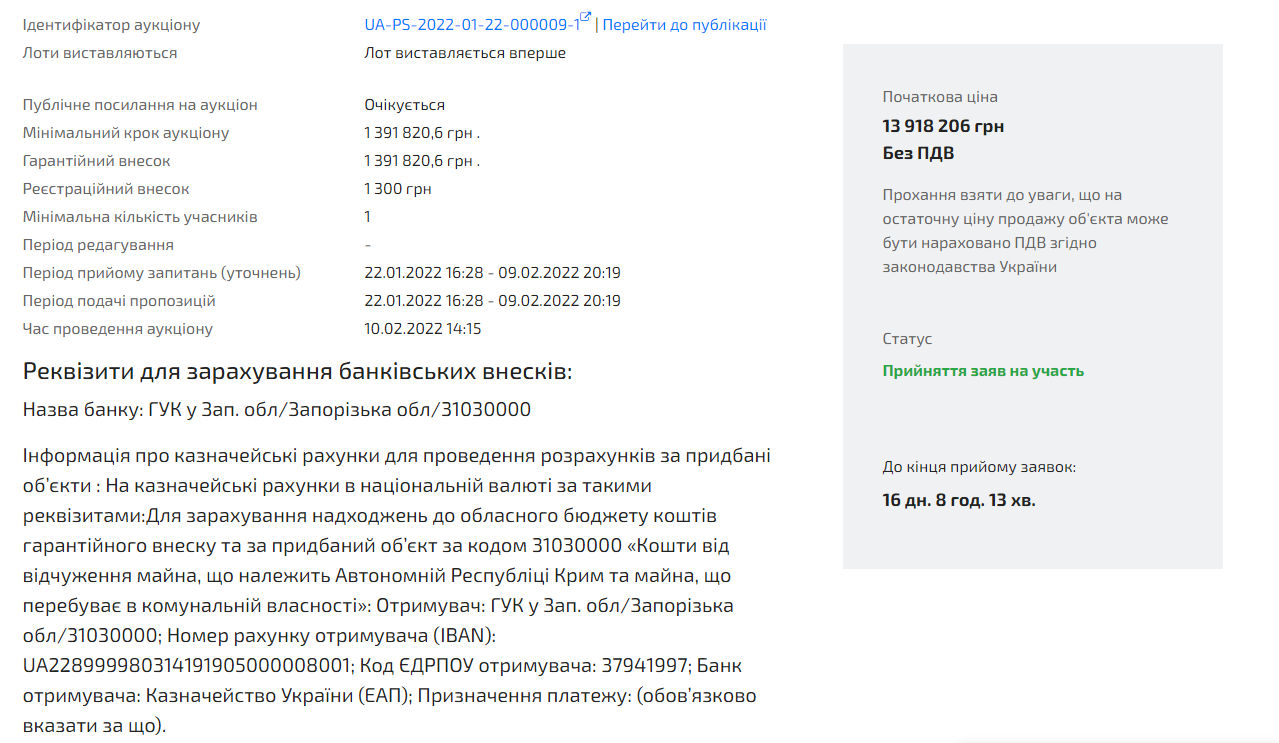 Ідентифікатор аукціону UA-PS-2022-01-22-000009-1 | Перейти до публікації
Лоти виставляються Лот виставляється вперше
Публічне посилання на аукціон Очікується
Мінімальний крок аукціону 1 391 820,6 грн .
Гарантійний внесок 1 391 820,6 грн .
Реєстраційний внесок 1 300 грн
Мінімальна кількість учасників 1
Період редагування -
Період прийому запитань (уточнень) 22.01.2022 16:28 - 09.02.2022 20:19
Період подачі пропозицій 22.01.2022 16:28 - 09.02.2022 20:19
Час проведення аукціону 10.02.2022 14:15
Реквізити для зарахування банківських внесків:
Назва банку: ГУК у Зап. обл/Запорізька обл/31030000
Інформація про казначейські рахунки для проведення розрахунків за придбані
об’єкти : На казначейські рахунки в національній валюті за такими
реквізитами:Для зарахування надходжень до обласного бюджету коштів
гарантійного внеску та за придбаний об’єкт за кодом 31030000 «Кошти від
відчуження майна, що належить Автономній Республіці Крим та майна, що
перебуває в комунальній власності»: Отримувач: ГУК у Зап. обл/Запорізька
обл/31030000; Номер рахунку отримувача (IBAN):
UA228999980314191905000008001; Код ЄДРПОУ отримувача: 37941997; Банк
отримувача: Казначейство України (ЕАП); Призначення платежу: (обов’язково
вказати за що).
Початкова ціна
13 918 206 грн
Без ПДВ
Прохання взяти до уваги, що на
остаточну ціну продажу об'єкта може
бути нараховано ПДВ згідно
законодавства України
Статус
Прийняття заяв на участь
До кінця прийому заявок:
16 дн. 8 год. 13 хв.